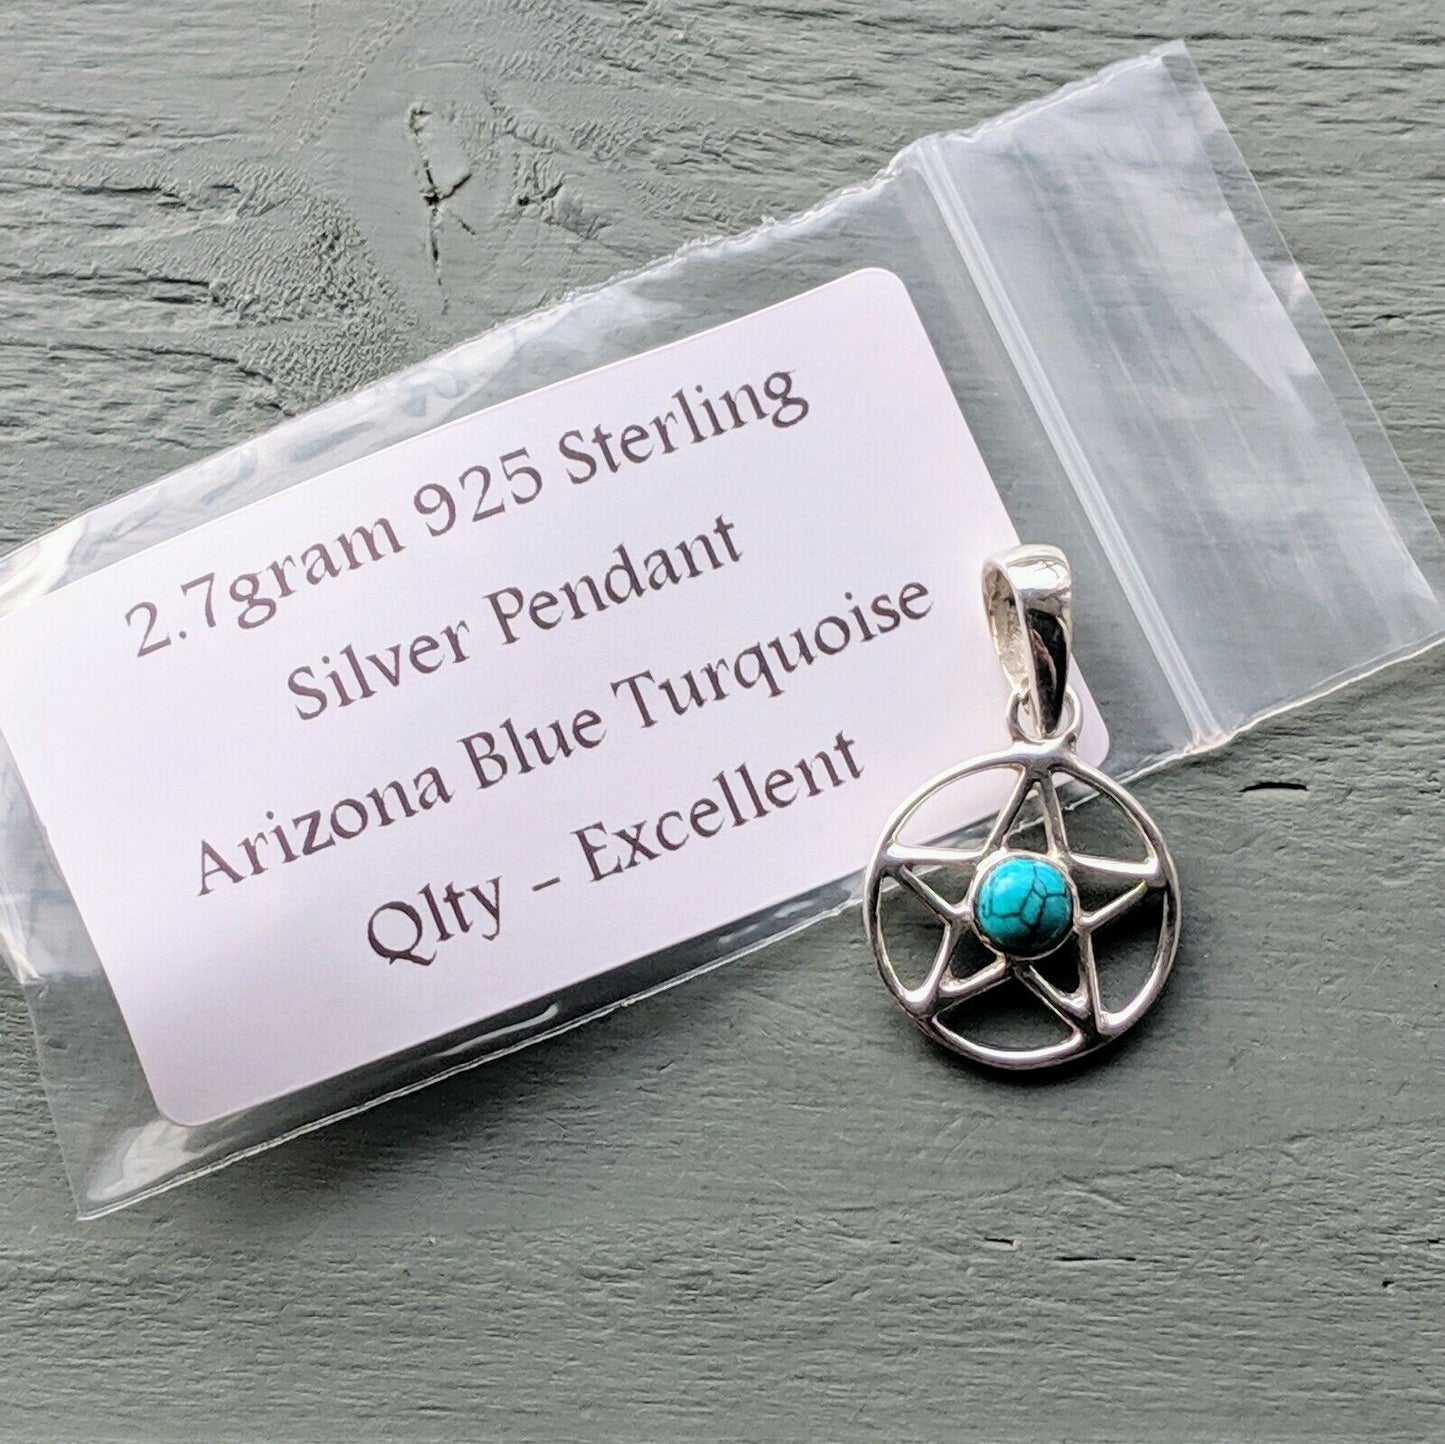 2.7gram 925 Sterling
Silver Pendant
Arizona Blue Turquoise
Qlty - Excellent